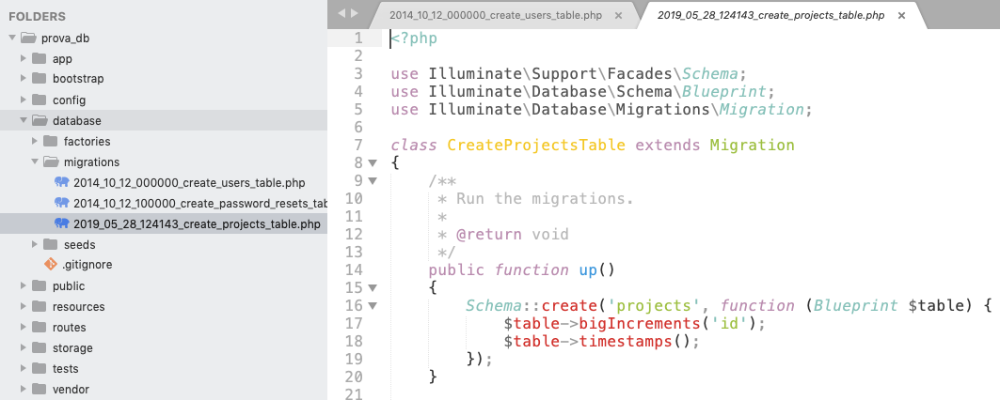 FOLDERS
prova_db
app
bootstrap
config
database
factories
migrations
2014_10_12_000000_create_users_table.php
2014_10_12_100000_create_password_resets_tab
2019_05_28_124143_create_projects_table.php
seeds
.gitignore
public
resources
routes
storage
tests
vendor
2014_10_12_000000_create_users_table.php × 2019_05_28_124143_create_projects_table.php ×
1 <?php
2
3 use Illuminate\Support\Facades\Schema;
4 use Illuminate\Database\Schema\Blueprint;
5 use Illuminate\Database\Migrations\Migration;
6
7 class CreateProjectsTable extends Migration
8 {
9 /**
10 * Run the migrations.
11 *
12 * @return void
13 */
14 public function up()
15 {
16 Schema::create('projects', function (Blueprint $table) {
17 $table->bigIncrements('id');
18 $table->timestamps();
19 });
20 }
21